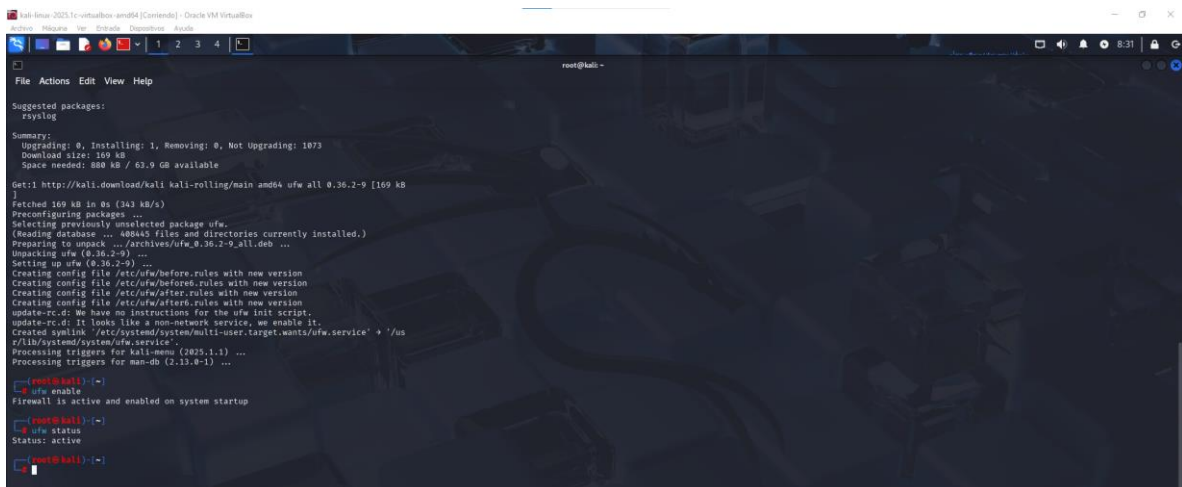 kali-linux-2025.1c-virtualbox-amd64 [Corriendo] - Oracle VM VirtualBox
Archivo Máquina Ver Entrada Dispositivos Ayuda
1 2 3 4
8:31
root@kali: ~
File Actions Edit View Help
Suggested packages:
rsyslog
Summary:
Upgrading: 0, Installing: 1, Removing: 0, Not Upgrading: 1073
Download size: 169 kB
Space needed: 880 kB / 63.9 GB available
Get:1 http://kali.download/kali kali-rolling/main amd64 ufw all 0.36.2-9 [169 kB
]
Fetched 169 kB in 0s (343 kB/s)
Preconfiguring packages ...
Selecting previously unselected package ufw.
(Reading database ... 408445 files and directories currently installed.)
Preparing to unpack .../archives/ufw_0.36.2-9_all.deb ...
Unpacking ufw (0.36.2-9) ...
Setting up ufw (0.36.2-9) ...
Creating config file /etc/ufw/before.rules with new version
Creating config file /etc/ufw/before6.rules with new version
Creating config file /etc/ufw/after.rules with new version
Creating config file /etc/ufw/after6.rules with new version
update-rc.d: We have no instructions for the ufw init script.
update-rc.d: It looks like a non-network service, we enable it.
Created symlink '/etc/systemd/system/multi-user.target.wants/ufw.service' → '/us
r/lib/systemd/system/ufw.service'.
Processing triggers for kali-menu (2025.1.1) ...
Processing triggers for man-db (2.13.0-1) ...
┌──(root㉿kali)-[~]
└─# ufw enable
Firewall is active and enabled on system startup
┌──(root㉿kali)-[~]
└─# ufw status
Status: active
┌──(root㉿kali)-[~]
└─#